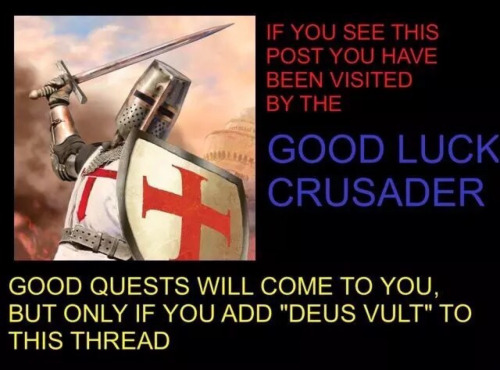 IF YOU SEE THIS
POST YOU HAVE
BEEN VISITED
BY THE
GOOD LUCK
CRUSADER
GOOD QUESTS WILL COME TO YOU,
BUT ONLY IF YOU ADD "DEUS VULT" TO
THIS THREAD